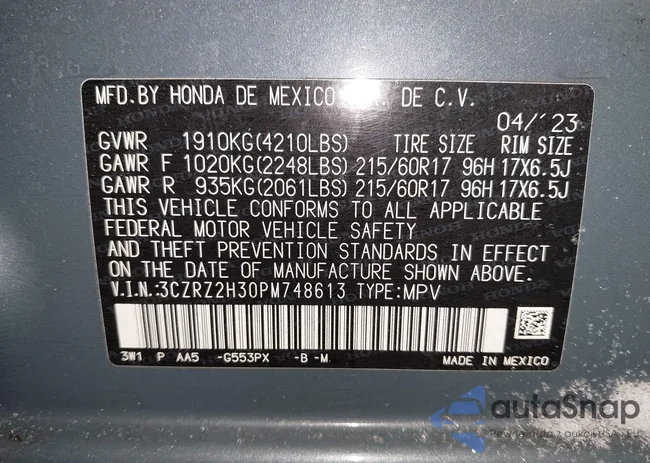 MFD.BY HONDA DE MEXICO DE C.V.
04/'23
GVWR 1910KG(4210LBS) TIRE SIZE RIM SIZE
GAWR F 1020KG(2248LBS) 215/60R17 96H 17X6.5J
GAWR R 935KG(2061LBS) 215/60R17 96H 17X6.5J
THIS VEHICLE CONFORMS TO ALL APPLICABLE
FEDERAL MOTOR VEHICLE SAFETY
AND THEFT PREVENTION STANDARDS IN EFFECT
ON THE DATE OF MANUFACTURE SHOWN ABOVE.
V.I.N.:3CZRZ2H30PM748613 TYPE:MPV
3W1 P AA5 -G553PX -B -M MADE IN MEXICO
autaSnap